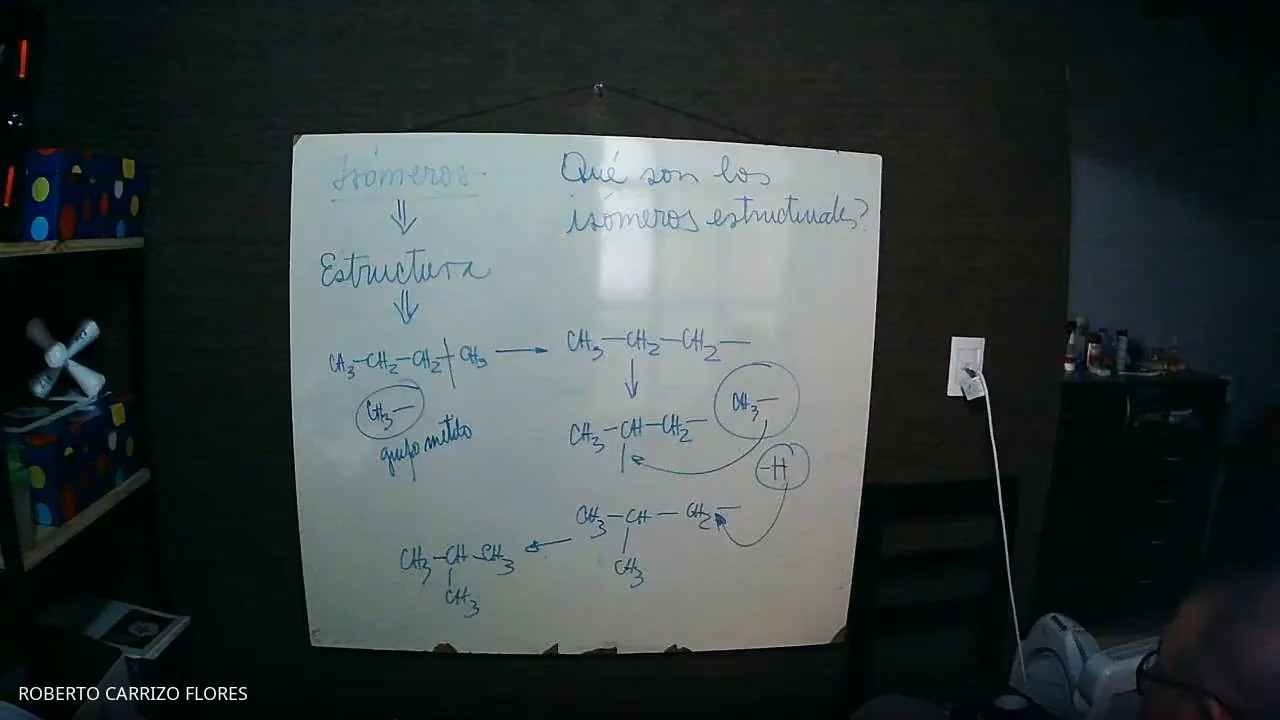 Isómeros
Estructura
CH3-CH2-CH2-CH3
CH3-
grupo metilo
Qué son los
isómeros estructurales?
CH3-CH2-CH2-
CH3-CH-CH2-
CH3-
-H
CH3-CH-CH2-
CH3
CH3-CH-CH3
CH3
ROBERTO CARRIZO FLORES